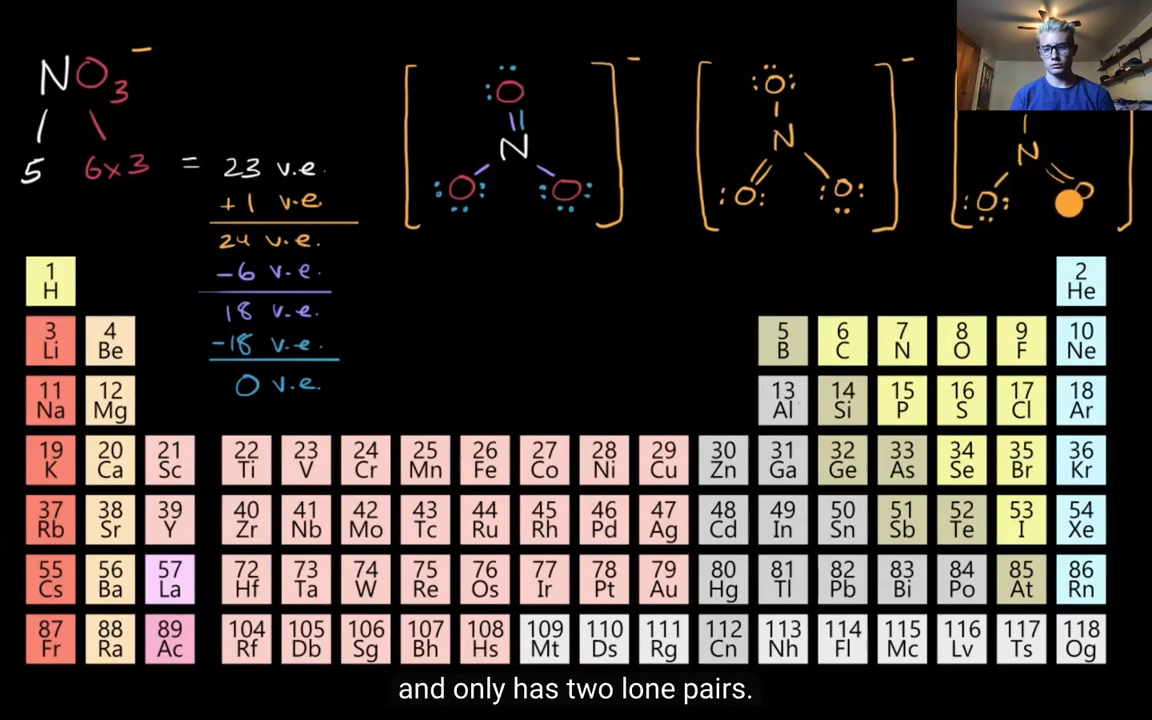 NO3-
5 6x3 = 23 v.e.
+1 v.e.
24 v.e.
-6 v.e.
18 v.e.
-18 v.e.
0 v.e.
[:O: N :O: :O:]-
[:O: N :O: :O:]-
[N :O: O
1 H 2 He
3 Li 4 Be 5 B 6 C 7 N 8 O 9 F 10 Ne
11 Na 12 Mg 13 Al 14 Si 15 P 16 S 17 Cl 18 Ar
19 K 20 Ca 21 Sc 22 Ti 23 V 24 Cr 25 Mn 26 Fe 27 Co 28 Ni 29 Cu 30 Zn 31 Ga 32 Ge 33 As 34 Se 35 Br 36 Kr
37 Rb 38 Sr 39 Y 40 Zr 41 Nb 42 Mo 43 Tc 44 Ru 45 Rh 46 Pd 47 Ag 48 Cd 49 In 50 Sn 51 Sb 52 Te 53 I 54 Xe
55 Cs 56 Ba 57 La 72 Hf 73 Ta 74 W 75 Re 76 Os 77 Ir 78 Pt 79 Au 80 Hg 81 Tl 82 Pb 83 Bi 84 Po 85 At 86 Rn
87 Fr 88 Ra 89 Ac 104 Rf 105 Db 106 Sg 107 Bh 108 Hs 109 Mt 110 Ds 111 Rg 112 Cn 113 Nh 114 Fl 115 Mc 116 Lv 117 Ts 118 Og
and only has two lone pairs.